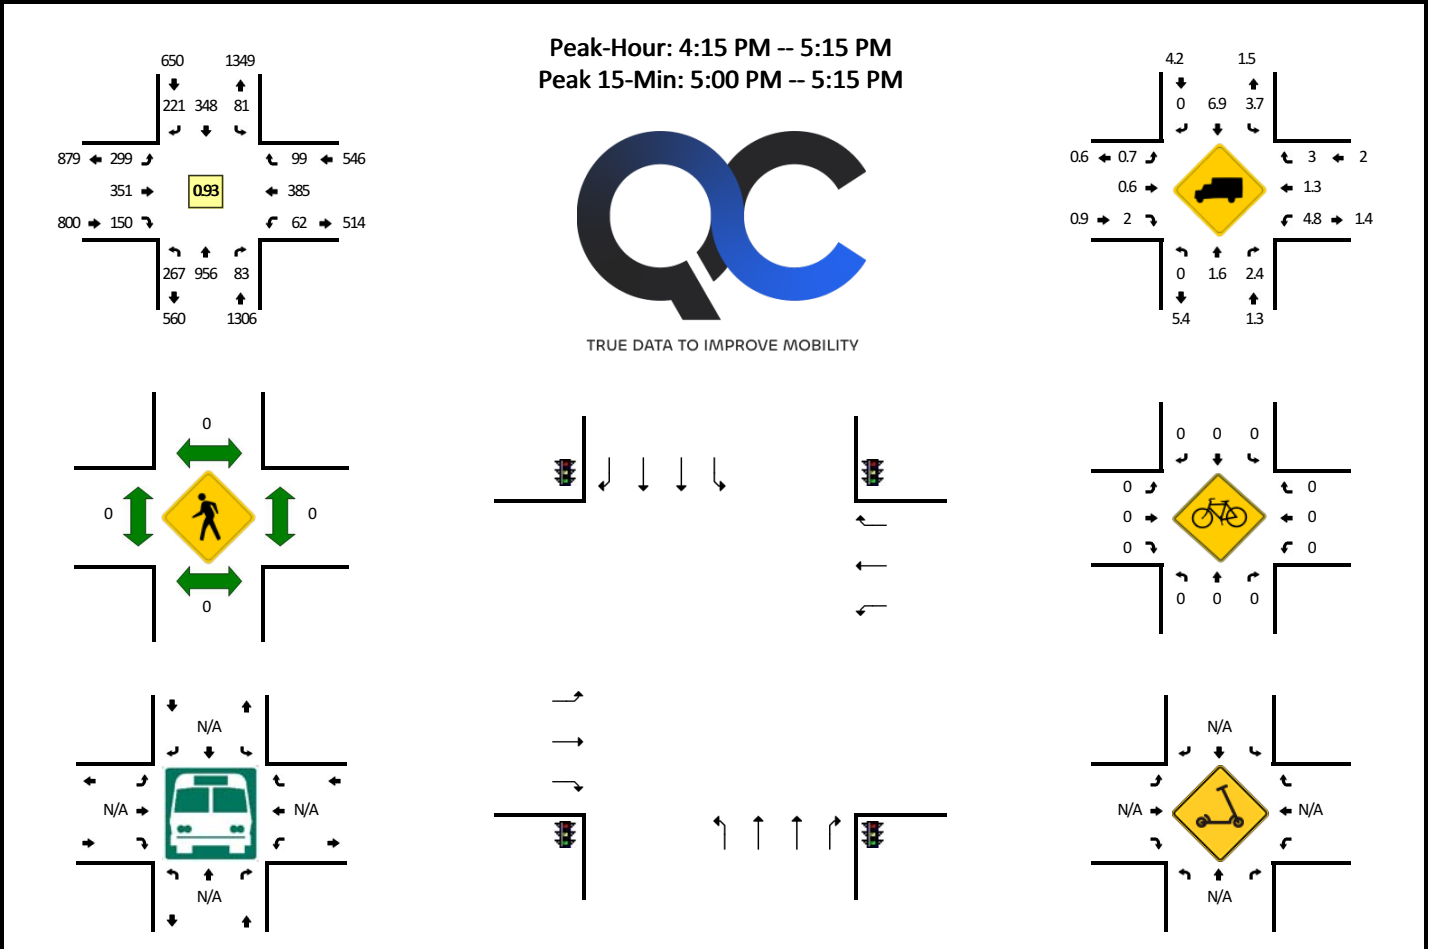 Peak-Hour: 4:15 PM -- 5:15 PM
Peak 15-Min: 5:00 PM -- 5:15 PM
650 1349
221 348 81
879 299 99 546
351 0.93 385
800 150 62 514
267 956 83
560 1306
TRUE DATA TO IMPROVE MOBILITY
4.2 1.5
0 6.9 3.7
0.6 0.7 3 2
0.6 1.3
0.9 2 4.8 1.4
0 1.6 2.4
5.4 1.3
0
0 0
0
0 0 0
0 0
0 0
0 0
0 0 0
N/A
N/A N/A
N/A
N/A
N/A N/A
N/A